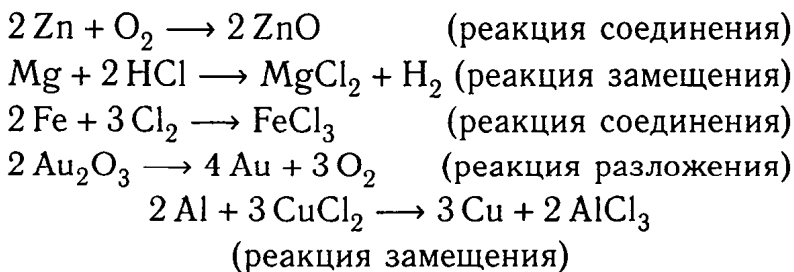 2 Zn + O₂ ⟶ 2 ZnO (реакция соединения)
Mg + 2 HCl ⟶ MgCl₂ + H₂ (реакция замещения)
2 Fe + 3 Cl₂ ⟶ FeCl₃ (реакция соединения)
2 Au₂O₃ ⟶ 4 Au + 3 O₂ (реакция разложения)
2 Al + 3 CuCl₂ ⟶ 3 Cu + 2 AlCl₃
(реакция замещения)